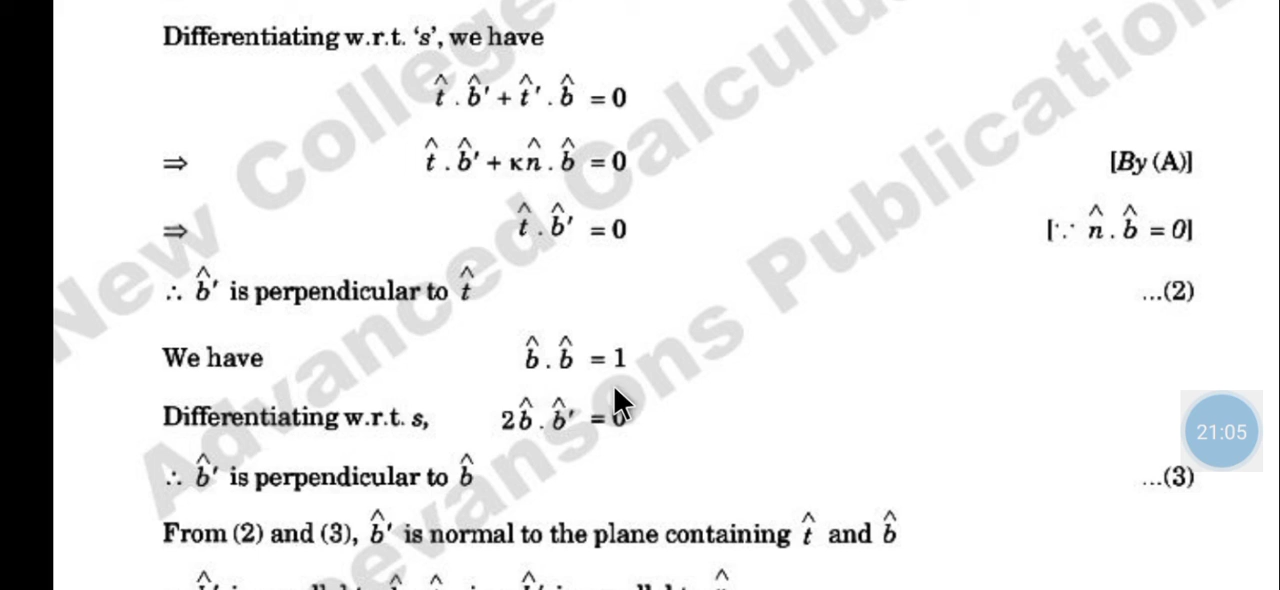 Differentiating w.r.t. 's', we have
t̂ . b̂′ + t̂′ . b̂ = 0
⇒ t̂ . b̂′ + κn̂ . b̂ = 0 [By (A)]
⇒ t̂ . b̂′ = 0 [∵ n̂ . b̂ = 0]
∴ b̂′ is perpendicular to t̂ ...(2)
We have b̂ . b̂ = 1
Differentiating w.r.t. s, 2b̂ . b̂′ = 0
∴ b̂′ is perpendicular to b̂ ...(3)
From (2) and (3), b̂′ is normal to the plane containing t̂ and b̂
New College
Advanced Calculus
Jeevansons Publications
21:05